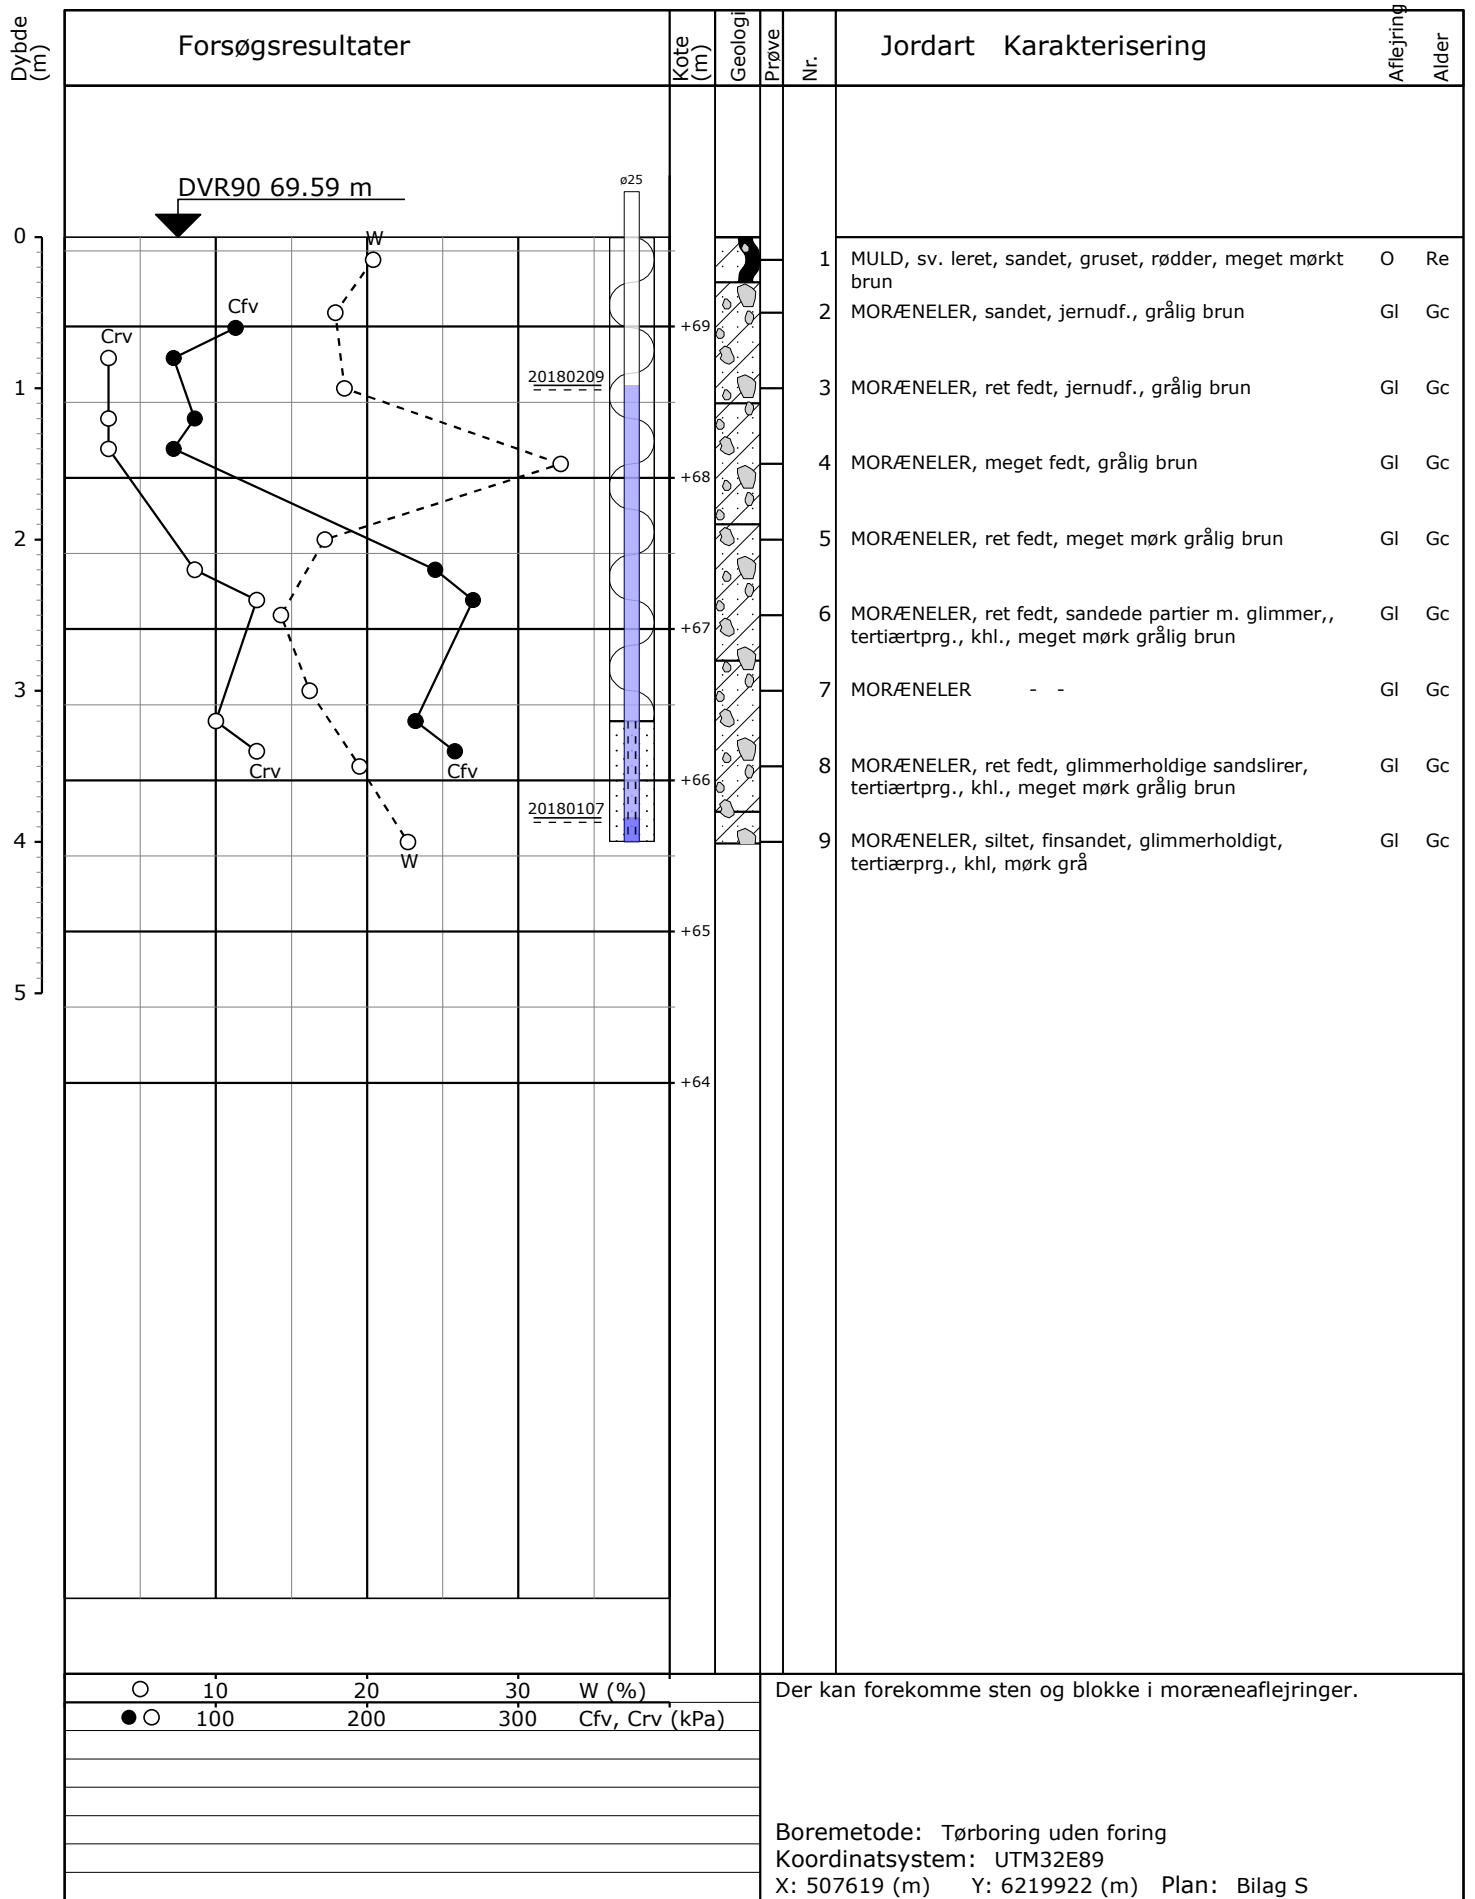 Dybde
(m)
Forsøgsresultater
Kote
(m)
Geologi
Prøve
Nr.
Jordart Karakterisering
Aflejring
Alder
DVR90 69.59 m
ø25
0
W
1 MULD, sv. leret, sandet, gruset, rødder, meget mørkt O Re
brun
Cfv
2 MORÆNELER, sandet, jernudf., grålig brun Gl Gc
+69
Crv
20180209
1
3 MORÆNELER, ret fedt, jernudf., grålig brun Gl Gc
4 MORÆNELER, meget fedt, grålig brun Gl Gc
+68
2
5 MORÆNELER, ret fedt, meget mørk grålig brun Gl Gc
6 MORÆNELER, ret fedt, sandede partier m. glimmer,, Gl Gc
+67
tertiærtprg., khl., meget mørk grålig brun
3
7 MORÆNELER - - Gl Gc
Crv
Cfv
8 MORÆNELER, ret fedt, glimmerholdige sandslirer, Gl Gc
+66
tertiærtprg., khl., meget mørk grålig brun
20180107
4
9 MORÆNELER, siltet, finsandet, glimmerholdigt, Gl Gc
W
tertiærprg., khl, mørk grå
+65
5
+64
10 20 30 W (%)
100 200 300 Cfv, Crv (kPa)
Der kan forekomme sten og blokke i moræneaflejringer.
Boremetode: Tørboring uden foring
Koordinatsystem: UTM32E89
X: 507619 (m) Y: 6219922 (m) Plan: Bilag S